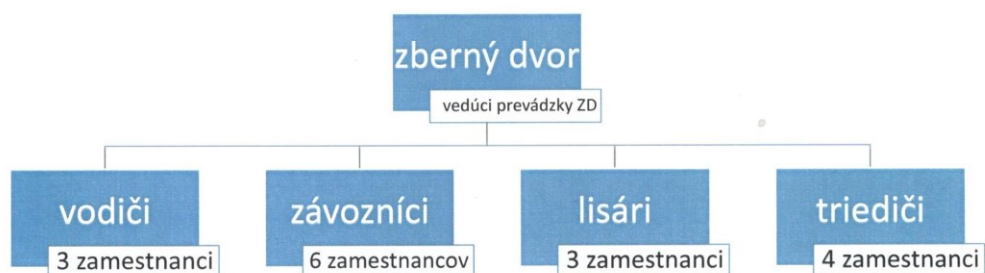 zberný dvor
vedúci prevádzky ZD
vodiči
3 zamestnanci
závozníci
6 zamestnancov
lisári
3 zamestnanci
triediči
4 zamestnanci